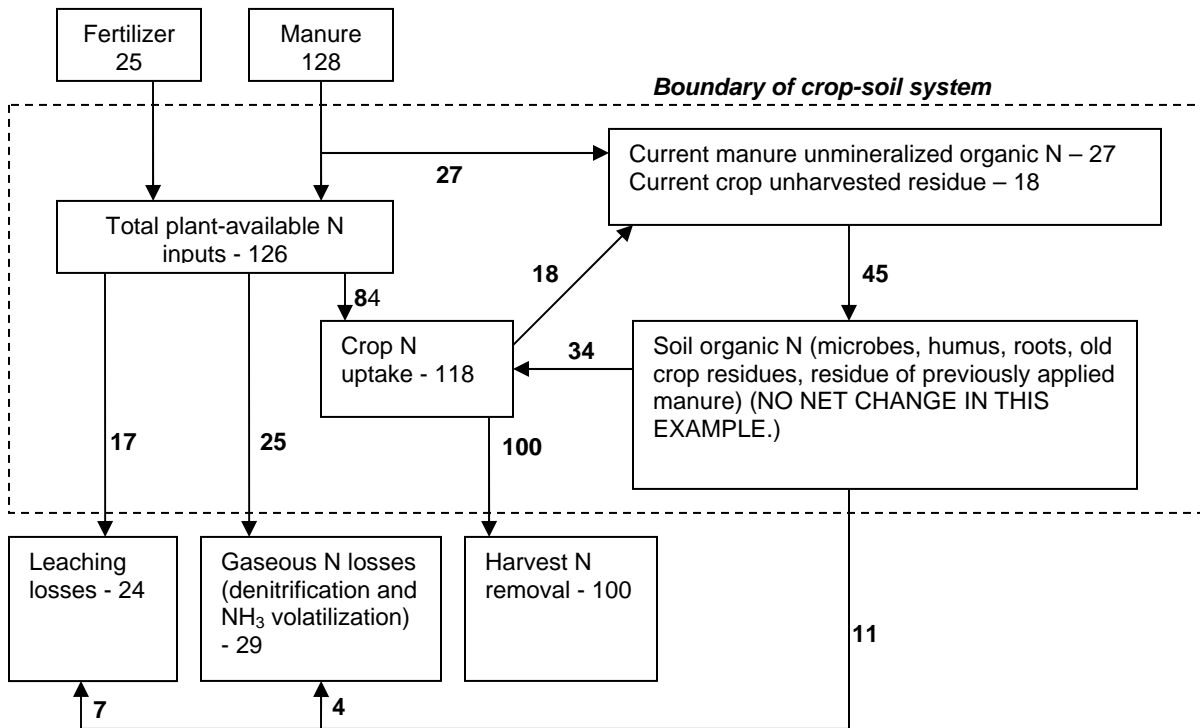 Fertilizer
25
Manure
128
Boundary of crop-soil system
27
Current manure unmineralized organic N – 27
Current crop unharvested residue – 18
Total plant-available N
inputs - 126
18
45
84
Crop N
uptake - 118
34
Soil organic N (microbes, humus, roots, old
crop residues, residue of previously applied
manure) (NO NET CHANGE IN THIS
EXAMPLE.)
17
25
100
Leaching
losses - 24
Gaseous N losses
(denitrification and
NH₃ volatilization)
- 29
Harvest N
removal - 100
11
7
4